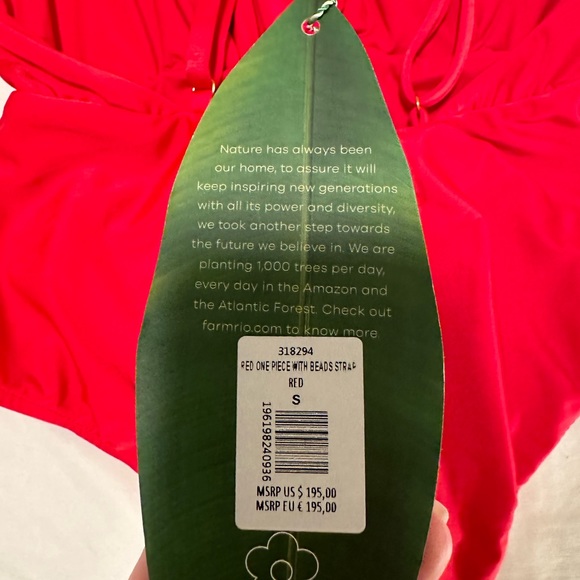 Nature has always been
our home, to assure it will
keep inspiring new generations
with all its power and diversity,
we took another step towards
the future we believe in. We are
planting 1,000 trees per day,
every day in the Amazon and
the Atlantic Forest. Check out
farmrio.com to know more.
318294
RED ONE PIECE WITH BEADS STRAP
RED
S
196198240936
MSRP US $ 195,00
MSRP EU € 195,00